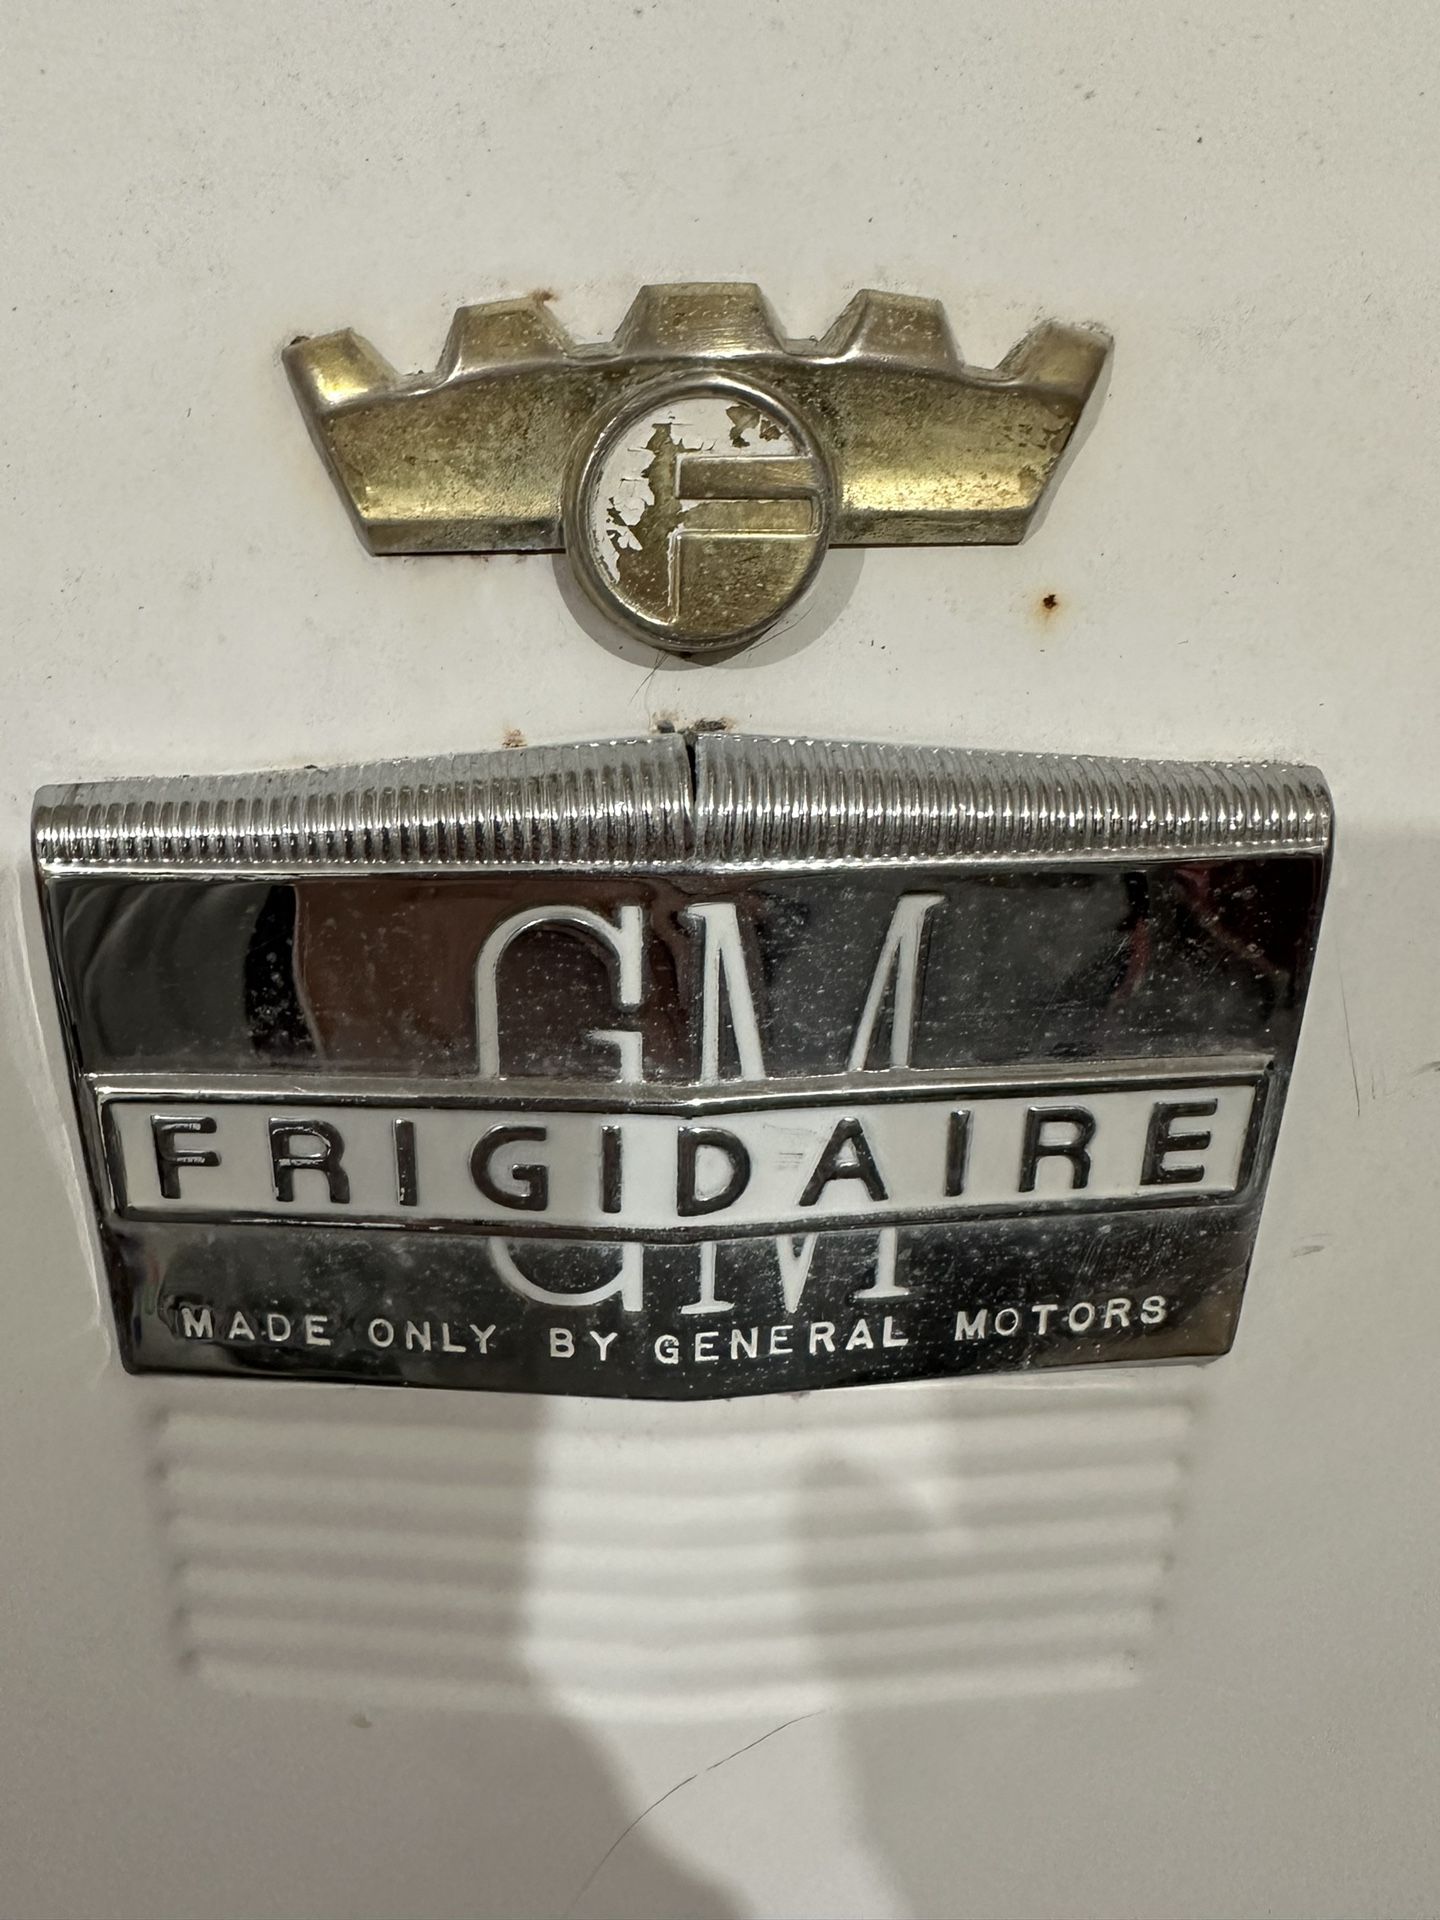 F
GM
FRIGIDAIRE
MADE ONLY BY GENERAL MOTORS